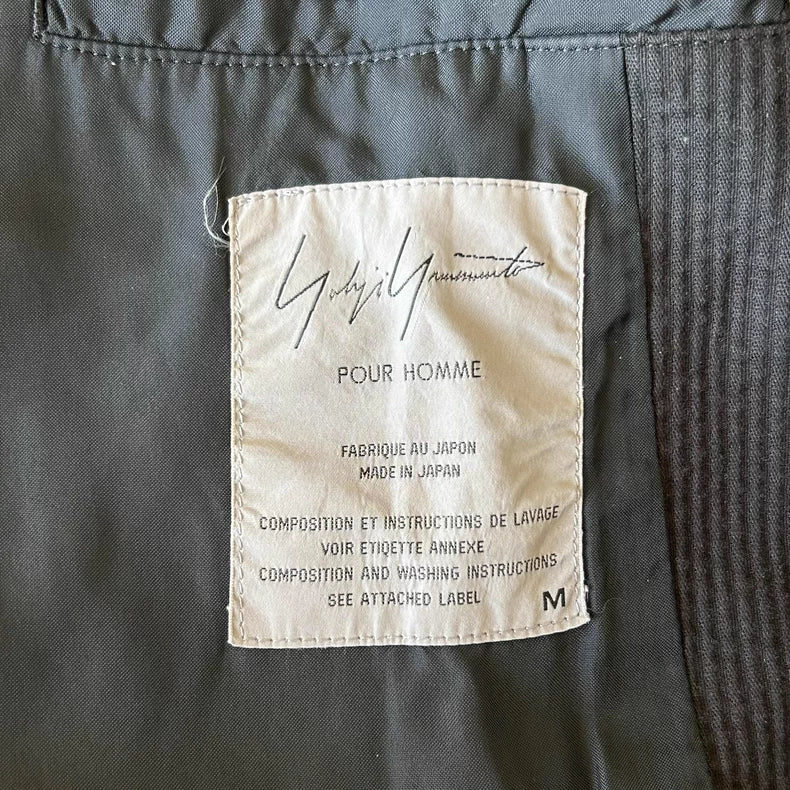 Yohji Yamamoto
POUR HOMME
FABRIQUE AU JAPON
MADE IN JAPAN
COMPOSITION ET INSTRUCTIONS DE LAVAGE
VOIR ETIQETTE ANNEXE
COMPOSITION AND WASHING INSTRUCTIONS
SEE ATTACHED LABEL M